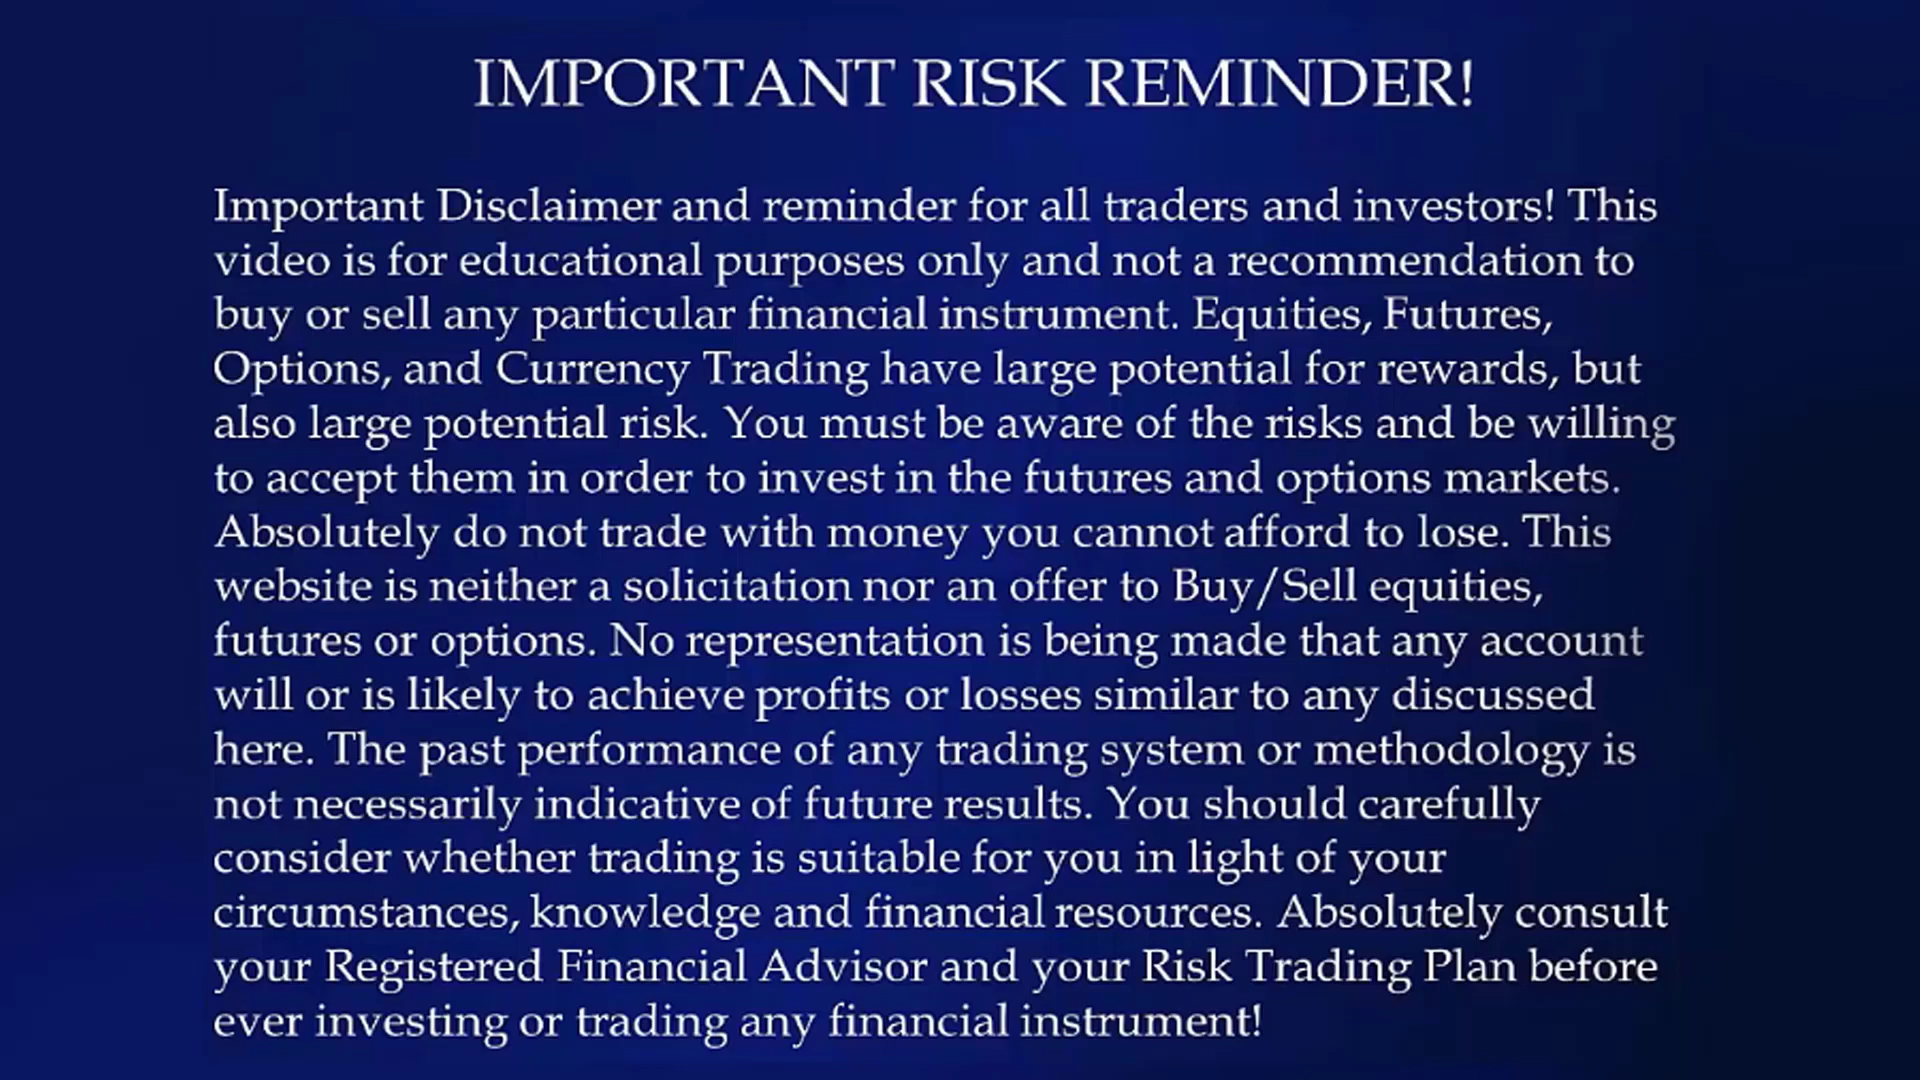 IMPORTANT RISK REMINDER!
Important Disclaimer and reminder for all traders and investors! This
video is for educational purposes only and not a recommendation to
buy or sell any particular financial instrument. Equities, Futures,
Options, and Currency Trading have large potential for rewards, but
also large potential risk. You must be aware of the risks and be willing
to accept them in order to invest in the futures and options markets.
Absolutely do not trade with money you cannot afford to lose. This
website is neither a solicitation nor an offer to Buy/Sell equities,
futures or options. No representation is being made that any account
will or is likely to achieve profits or losses similar to any discussed
here. The past performance of any trading system or methodology is
not necessarily indicative of future results. You should carefully
consider whether trading is suitable for you in light of your
circumstances, knowledge and financial resources. Absolutely consult
your Registered Financial Advisor and your Risk Trading Plan before
ever investing or trading any financial instrument!